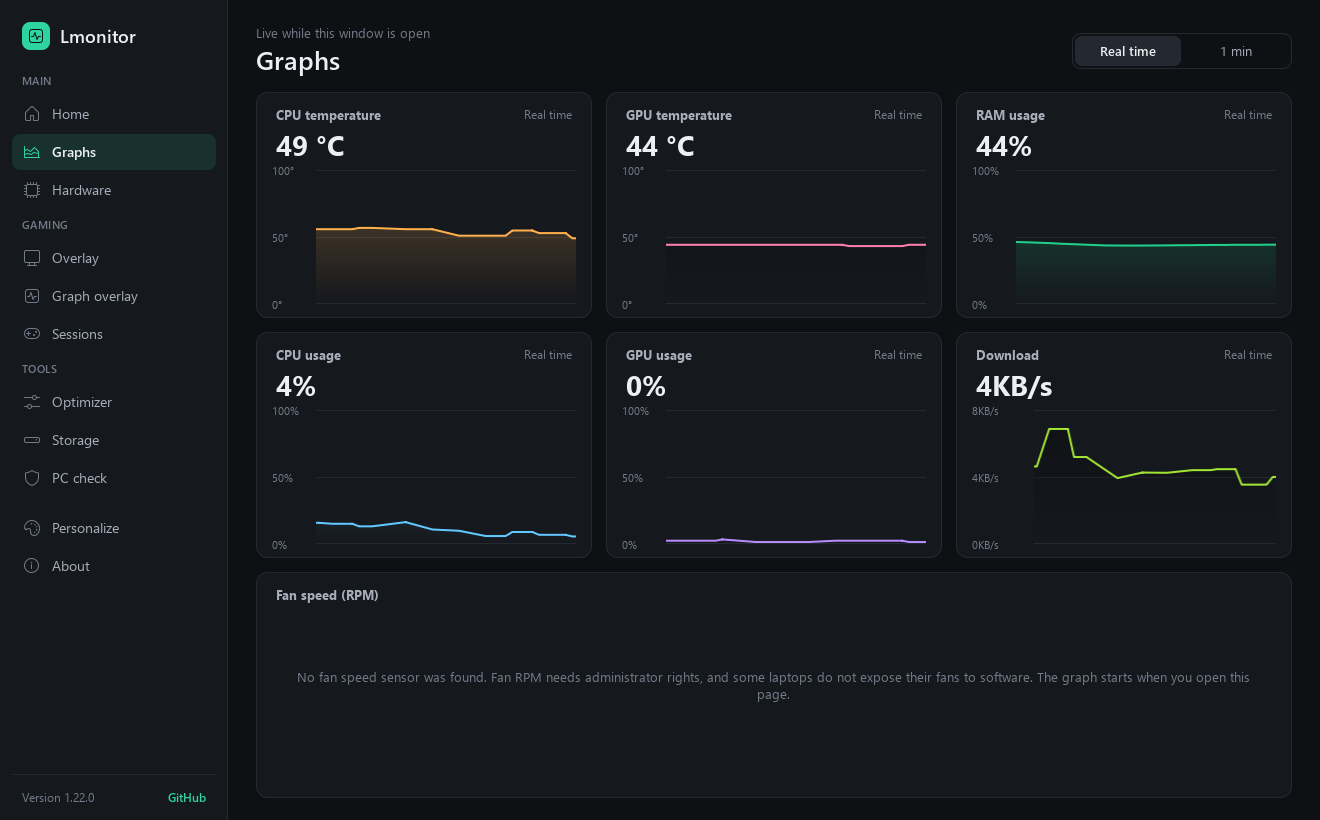 Lmonitor
MAIN
Home
Graphs
Hardware
GAMING
Overlay
Graph overlay
Sessions
TOOLS
Optimizer
Storage
PC check
Personalize
About
Version 1.22.0
GitHub
Live while this window is open
Graphs
Real time
1 min
CPU temperature
Real time
49 °C
100°
50°
0°
GPU temperature
Real time
44 °C
100°
50°
0°
RAM usage
Real time
44%
100%
50%
0%
CPU usage
Real time
4%
100%
50%
0%
GPU usage
Real time
0%
100%
50%
0%
Download
Real time
4KB/s
8KB/s
4KB/s
0KB/s
Fan speed (RPM)
No fan speed sensor was found. Fan RPM needs administrator rights, and some laptops do not expose their fans to software. The graph starts when you open this
page.